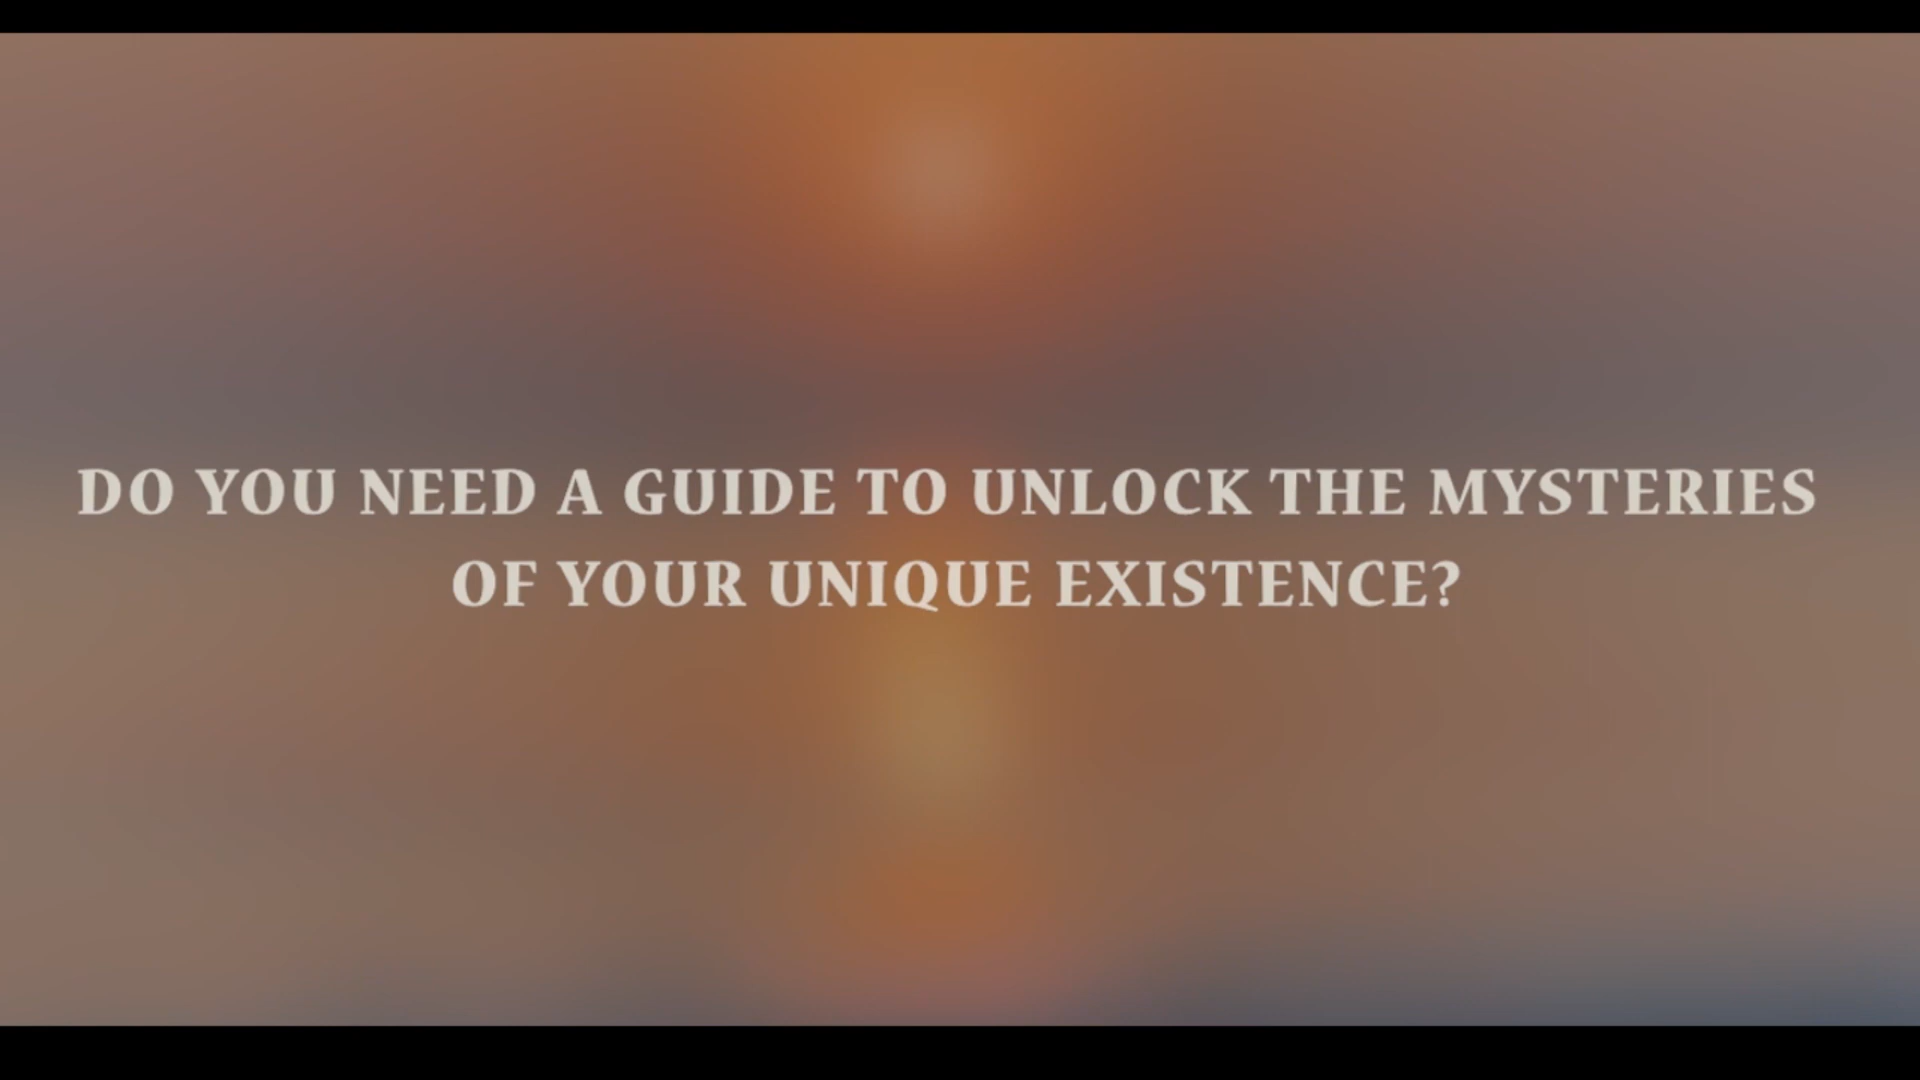 DO YOU NEED A GUIDE TO UNLOCK THE MYSTERIES
OF YOUR UNIQUE EXISTENCE?